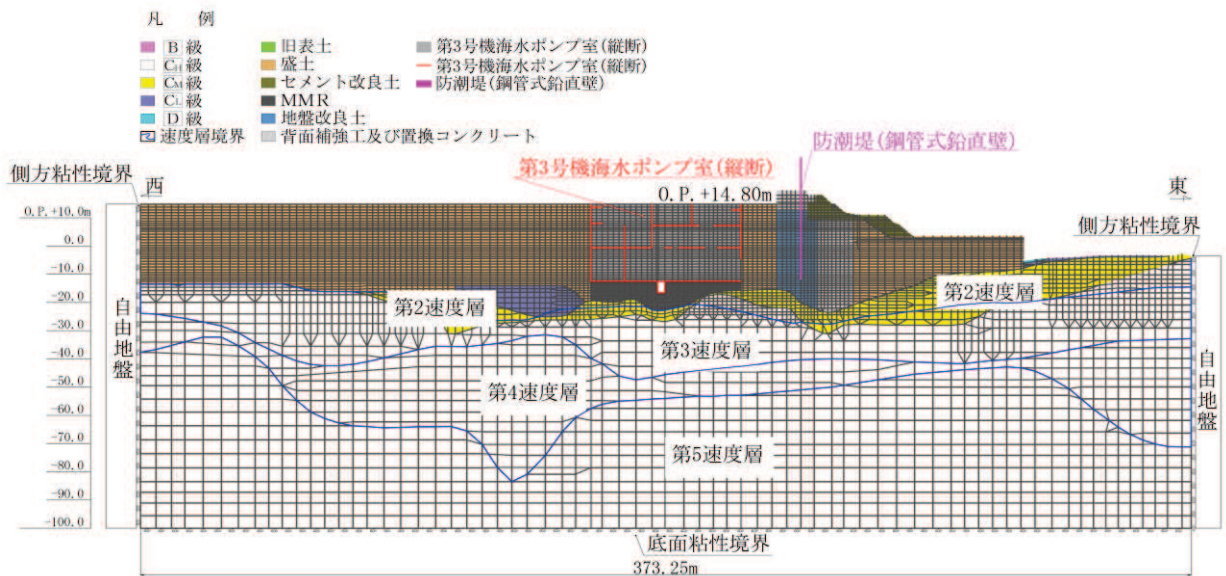 凡 例
B 級 旧表土 第3号機海水ポンプ室(縦断)
CH 級 盛土 第3号機海水ポンプ室(縦断)
CM 級 セメント改良土 防潮堤(鋼管式鉛直壁)
CL 級 MMR
D 級 地盤改良土
速度層境界 背面補強工及び置換コンクリート
防潮堤(鋼管式鉛直壁)
第3号機海水ポンプ室(縦断)
側方粘性境界
西
O.P.+14.80m
東
O.P.+10.0m
側方粘性境界
0.0
-10.0
-20.0
-30.0
-40.0
-50.0
-60.0
-70.0
-80.0
-90.0
-100.0
自由地盤
第2速度層
第2速度層
第3速度層
第4速度層
第5速度層
自由地盤
底面粘性境界
373.25m